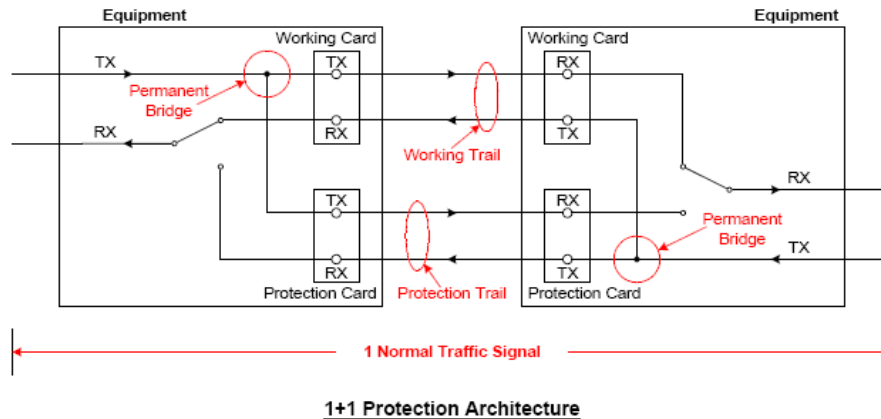 Equipment
Equipment
Working Card
Working Card
TX
TX
RX
Permanent
Bridge
RX
RX
TX
Working Trail
RX
TX
RX
Permanent
Bridge
TX
RX
TX
Protection Card
Protection Trail
Protection Card
1 Normal Traffic Signal
1+1 Protection Architecture